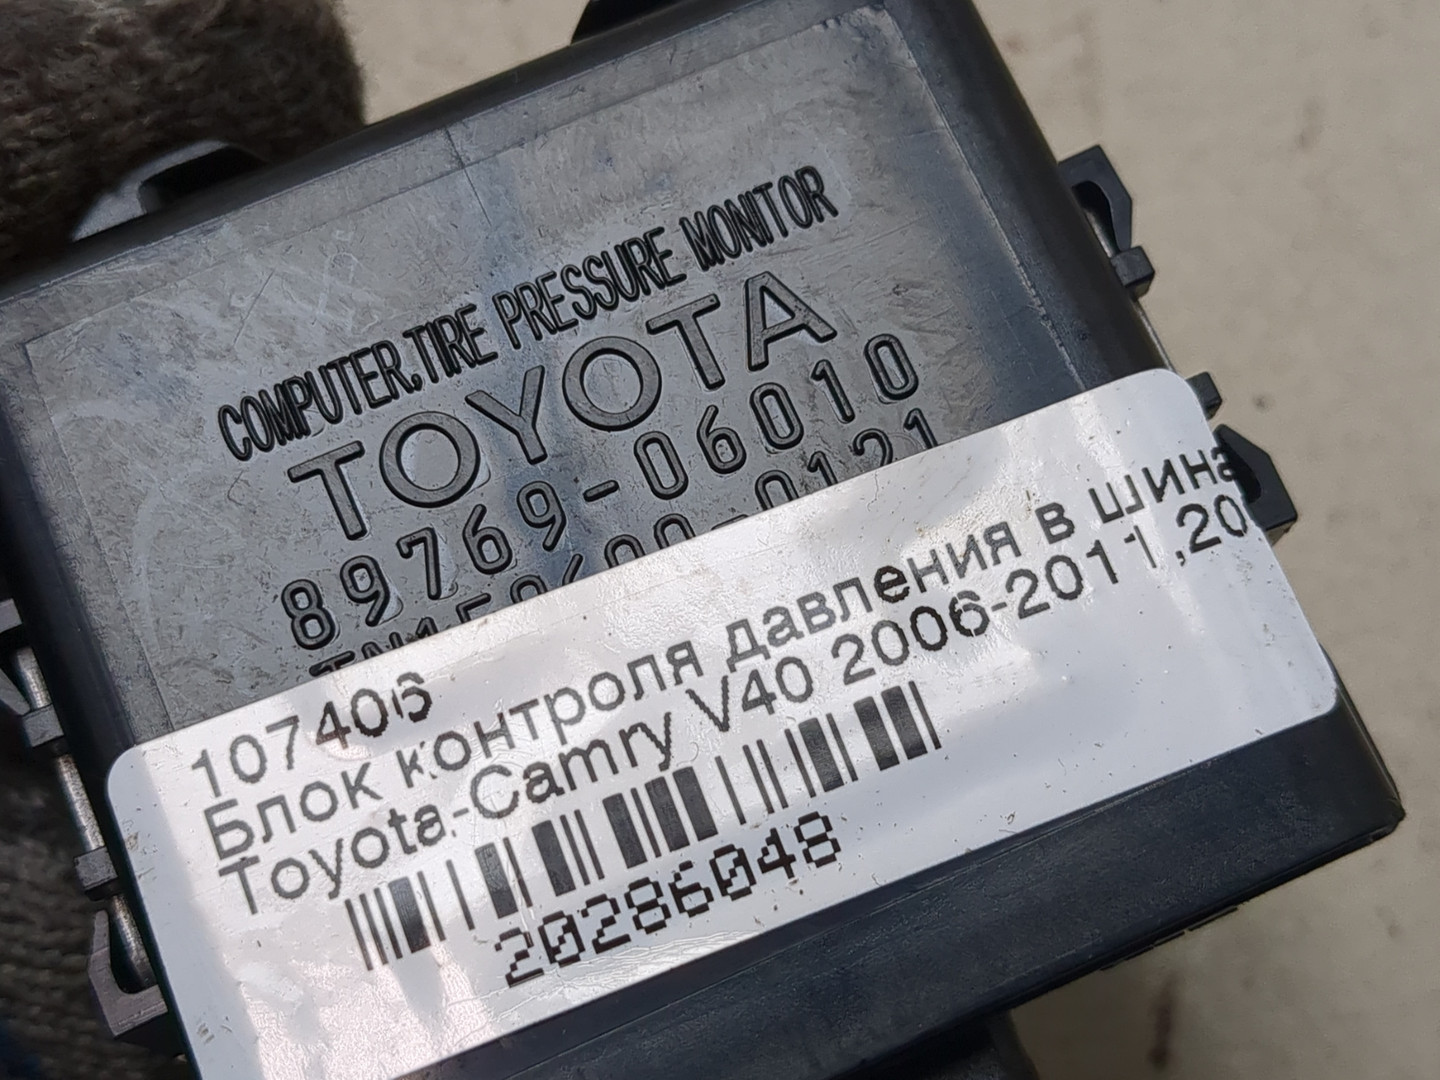 COMPUTER,TIRE PRESSURE MONITOR
TOYOTA
89769-06010
107406
Блок контроля давления в шина
Toyota-Camry V40 2006-2011,20
20286048